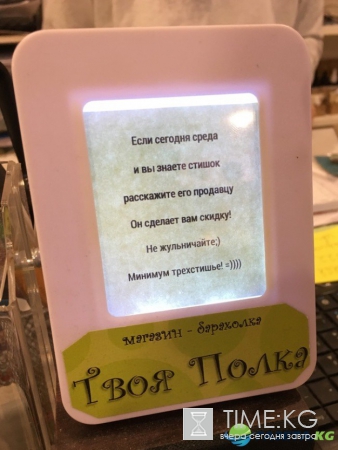 Если сегодня среда
и вы знаете стишок
расскажите его продавцу
Он сделает вам скидку!
Не жульничайте;)
Минимум трехстишье! =))))
магазин - барахолка
Твоя Полка
TIME.KG
вчера сегодня завтра
KG